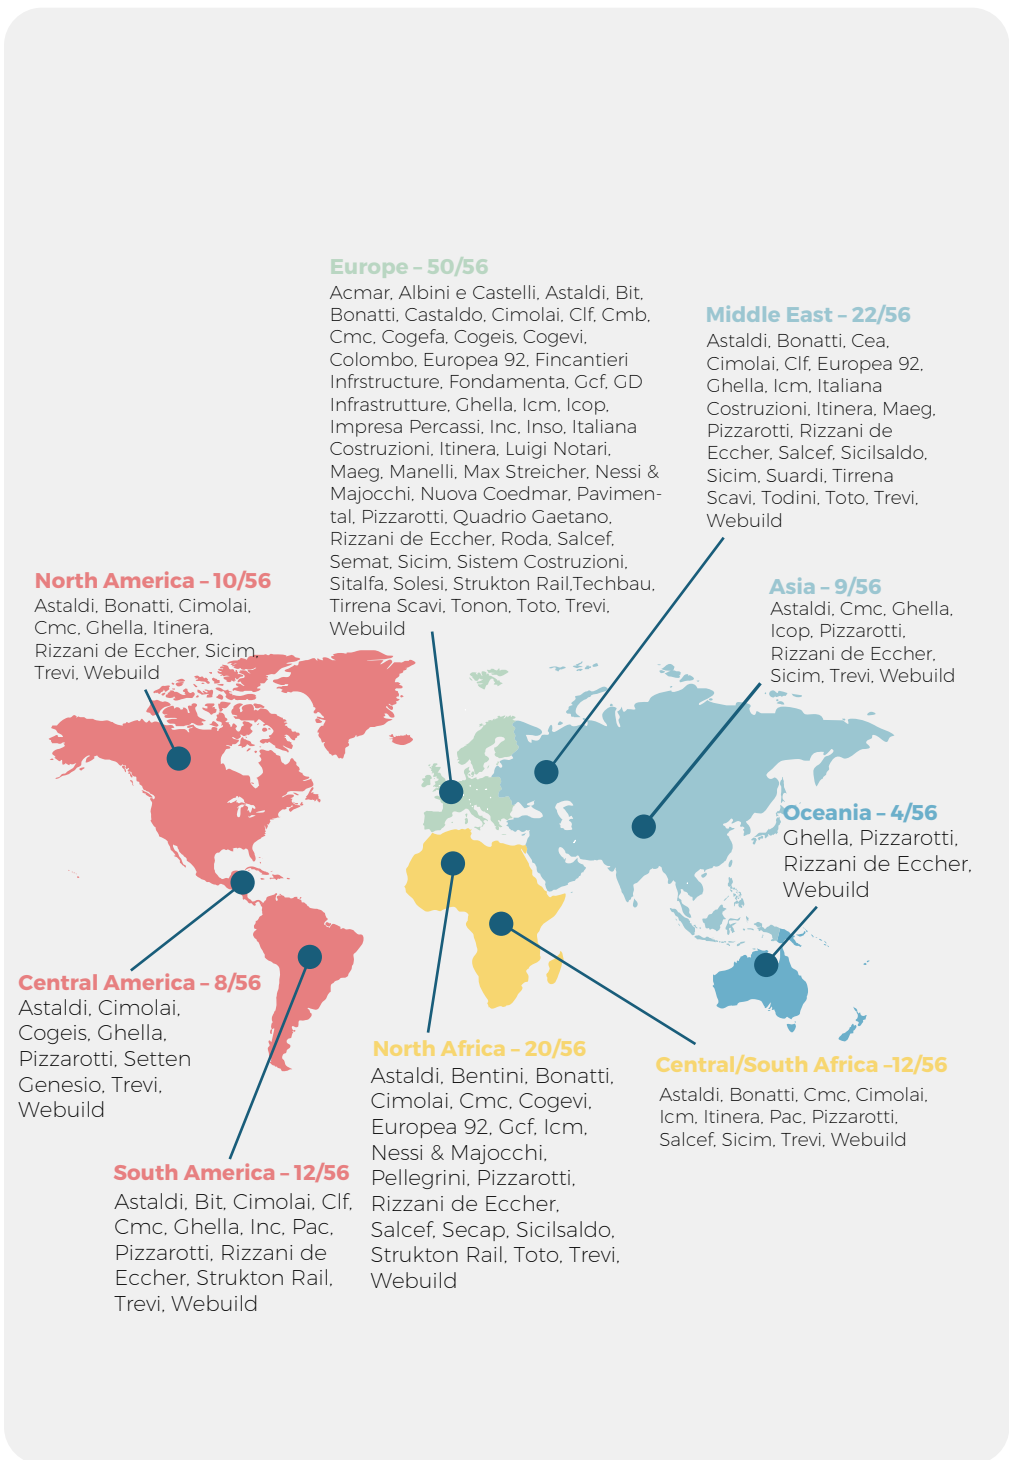 Europe – 50/56
Acmar, Albini e Castelli, Astaldi, Bit,
Bonatti, Castaldo, Cimolai, Clf, Cmb,
Cmc, Cogefa, Cogeis, Cogevi,
Colombo, Europea 92, Fincantieri
Infrstructure, Fondamenta, Gcf, GD
Infrastrutture, Ghella, Icm, Icop,
Impresa Percassi, Inc, Inso, Italiana
Costruzioni, Itinera, Luigi Notari,
Maeg, Manelli, Max Streicher, Nessi &
Majocchi, Nuova Coedmar, Pavimen-
tal, Pizzarotti, Quadrio Gaetano,
Rizzani de Eccher, Roda, Salcef,
Semat, Sicim, Sistem Costruzioni,
Sitalfa, Solesi, Strukton Rail,Techbau,
Tirrena Scavi, Tonon, Toto, Trevi,
Webuild
Middle East – 22/56
Astaldi, Bonatti, Cea,
Cimolai, Clf, Europea 92,
Ghella, Icm, Italiana
Costruzioni, Itinera, Maeg,
Pizzarotti, Rizzani de
Eccher, Salcef, Sicilsaldo,
Sicim, Suardi, Tirrena
Scavi, Todini, Toto, Trevi,
Webuild
North America – 10/56
Astaldi, Bonatti, Cimolai,
Cmc, Ghella, Itinera,
Rizzani de Eccher, Sicim,
Trevi, Webuild
Asia – 9/56
Astaldi, Cmc, Ghella,
Icop, Pizzarotti,
Rizzani de Eccher,
Sicim, Trevi, Webuild
Oceania – 4/56
Ghella, Pizzarotti,
Rizzani de Eccher,
Webuild
Central America – 8/56
Astaldi, Cimolai,
Cogeis, Ghella,
Pizzarotti, Setten
Genesio, Trevi,
Webuild
North Africa – 20/56
Astaldi, Bentini, Bonatti,
Cimolai, Cmc, Cogevi,
Europea 92, Gcf, Icm,
Nessi & Majocchi,
Pellegrini, Pizzarotti,
Rizzani de Eccher,
Salcef, Secap, Sicilsaldo,
Strukton Rail, Toto, Trevi,
Webuild
Central/South Africa –12/56
Astaldi, Bonatti, Cmc, Cimolai,
Icm, Itinera, Pac, Pizzarotti,
Salcef, Sicim, Trevi, Webuild
South America – 12/56
Astaldi, Bit, Cimolai, Clf,
Cmc, Ghella, Inc, Pac,
Pizzarotti, Rizzani de
Eccher, Strukton Rail,
Trevi, Webuild